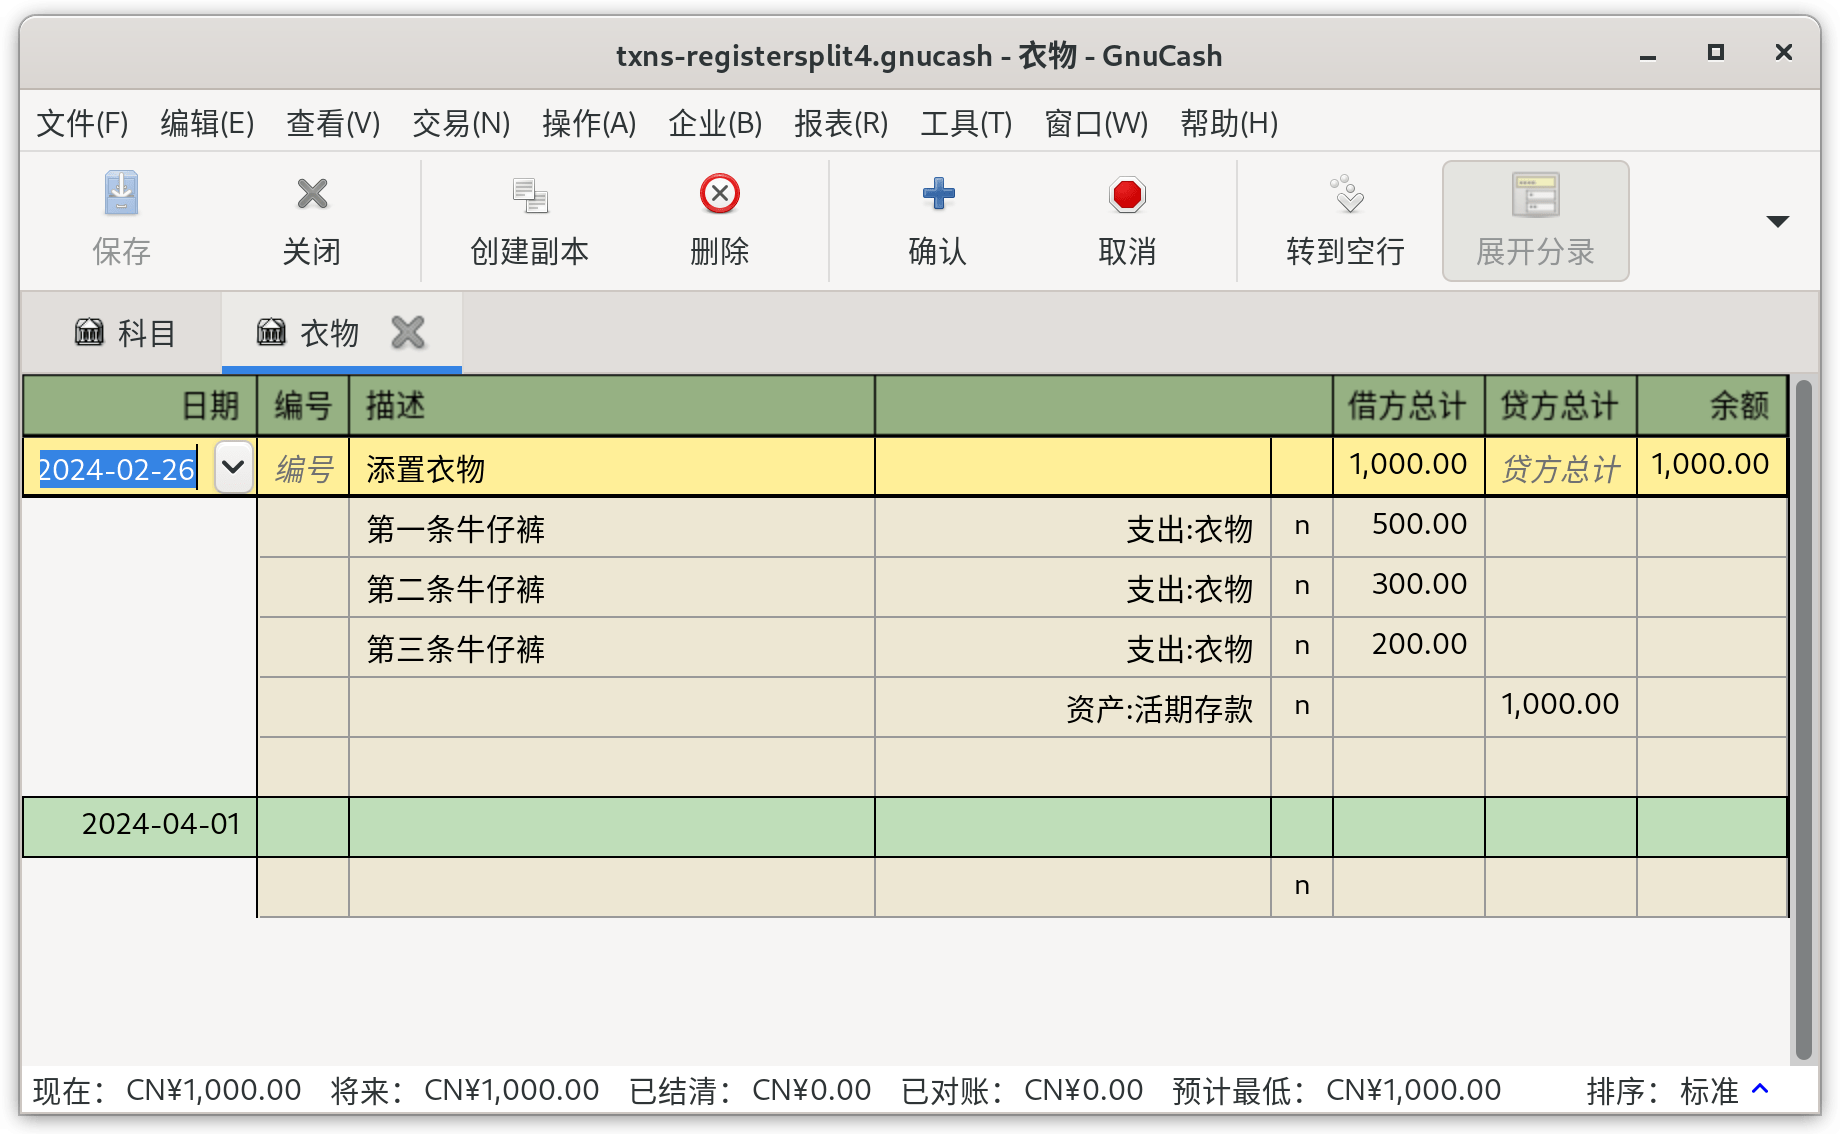 txns-registersplit4.gnucash - 衣物 - GnuCash
文件(F) 编辑(E) 查看(V) 交易(N) 操作(A) 企业(B) 报表(R) 工具(T) 窗口(W) 帮助(H)
保存 关闭 创建副本 删除 确认 取消 转到空行 展开分录
科目 衣物
日期 编号 描述 借方总计 贷方总计 余额
2024-02-26 编号 添置衣物 1,000.00 贷方总计 1,000.00
第一条牛仔裤 支出:衣物 n 500.00
第二条牛仔裤 支出:衣物 n 300.00
第三条牛仔裤 支出:衣物 n 200.00
资产:活期存款 n 1,000.00
2024-04-01
n
现在： CN¥1,000.00 将来： CN¥1,000.00 已结清： CN¥0.00 已对账： CN¥0.00 预计最低： CN¥1,000.00 排序： 标准